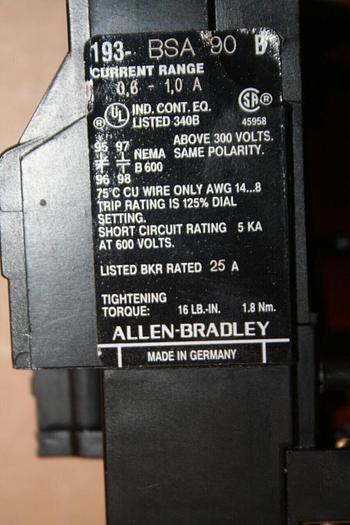 193- BSA 90 B
CURRENT RANGE
0,6 - 1,0 A
® UL IND. CONT. EQ. SA ®
LISTED 340B 45958
ABOVE 300 VOLTS.
95 97 NEMA SAME POLARITY.
96 98 B 600
75°C CU WIRE ONLY AWG 14...8
TRIP RATING IS 125% DIAL
SETTING.
SHORT CIRCUIT RATING 5 KA
AT 600 VOLTS.
LISTED BKR RATED 25 A
TIGHTENING
TORQUE: 16 LB.-IN. 1.8 Nm.
ALLEN-BRADLEY
MADE IN GERMANY